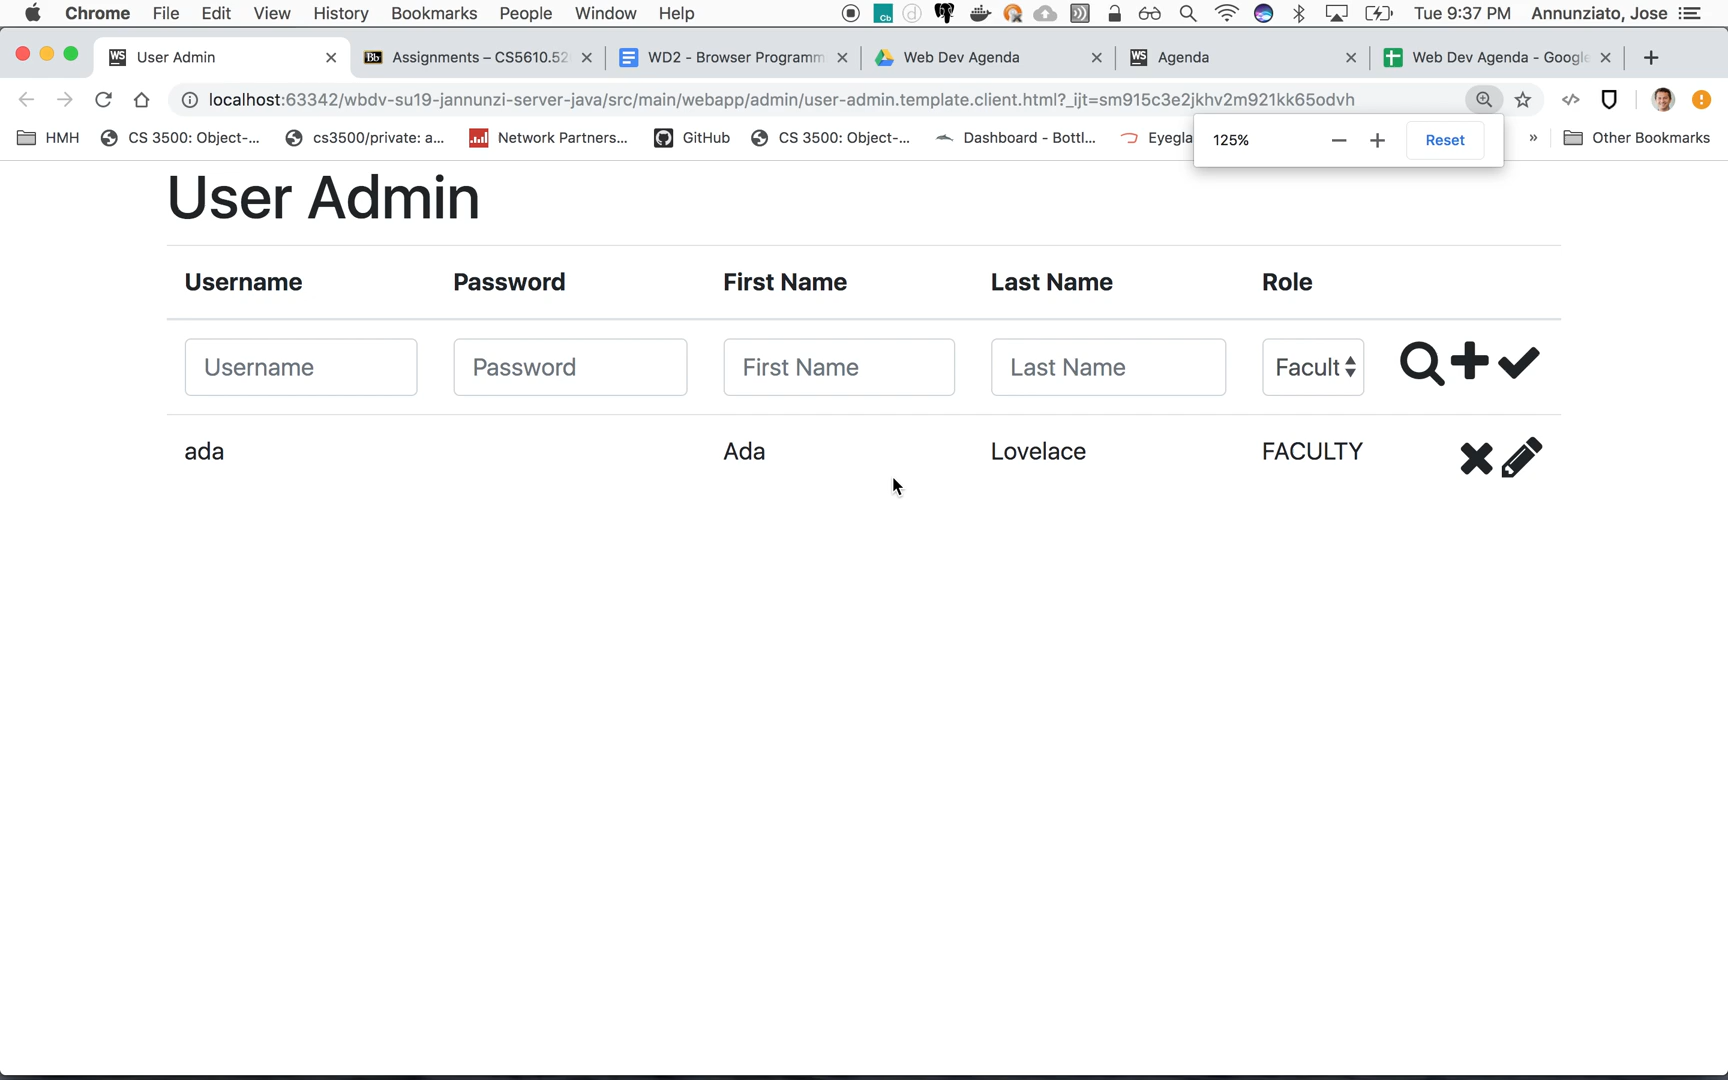 Chrome File Edit View History Bookmarks People Window Help Cb d Tue 9:37 PM Annunziato, Jose
WS User Admin Bb Assignments – CS5610.52 WD2 - Browser Programm Web Dev Agenda WS Agenda Web Dev Agenda - Google
localhost:63342/wbdv-su19-jannunzi-server-java/src/main/webapp/admin/user-admin.template.client.html?_ijt=sm915c3e2jkhv2m921kk65odvh
HMH CS 3500: Object-... cs3500/private: a... Network Partners... GitHub CS 3500: Object-... Dashboard - Bottl... Eyegla » Other Bookmarks
125% Reset
User Admin
Username Password First Name Last Name Role
Username Password First Name Last Name Facult
ada Ada Lovelace FACULTY